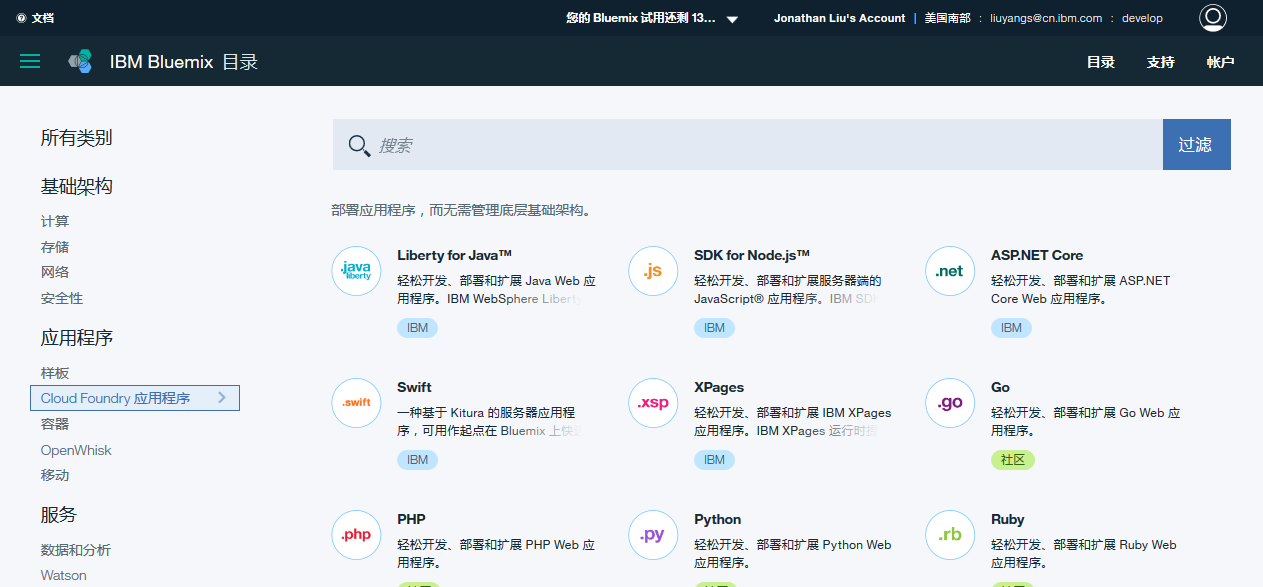 文档
您的 Bluemix 试用还剩 13... Jonathan Liu's Account | 美国南部 : liuyangs@cn.ibm.com : develop
IBM Bluemix 目录
目录 支持 帐户
所有类别
基础架构
计算
存储
网络
安全性
应用程序
样板
Cloud Foundry 应用程序
容器
OpenWhisk
移动
服务
数据和分析
Watson
搜索
过滤
部署应用程序，而无需管理底层基础架构。
.java
liberty
Liberty for Java™
轻松开发、部署和扩展 Java Web 应
用程序。IBM WebSphere Liberty
IBM
.js
SDK for Node.js™
轻松开发、部署和扩展服务器端的
JavaScript® 应用程序。IBM SDK
IBM
.net
ASP.NET Core
轻松开发、部署和扩展 ASP.NET
Core Web 应用程序。
IBM
.swift
Swift
一种基于 Kitura 的服务器应用程
序，可用作起点在 Bluemix 上快速
IBM
.xsp
XPages
轻松开发、部署和扩展 IBM XPages
应用程序。IBM XPages 运行时提
IBM
.go
Go
轻松开发、部署和扩展 Go Web 应
用程序。
社区
.php
PHP
轻松开发、部署和扩展 PHP Web 应
用程序。
.py
Python
轻松开发、部署和扩展 Python Web
应用程序。
.rb
Ruby
轻松开发、部署和扩展 Ruby Web
应用程序。